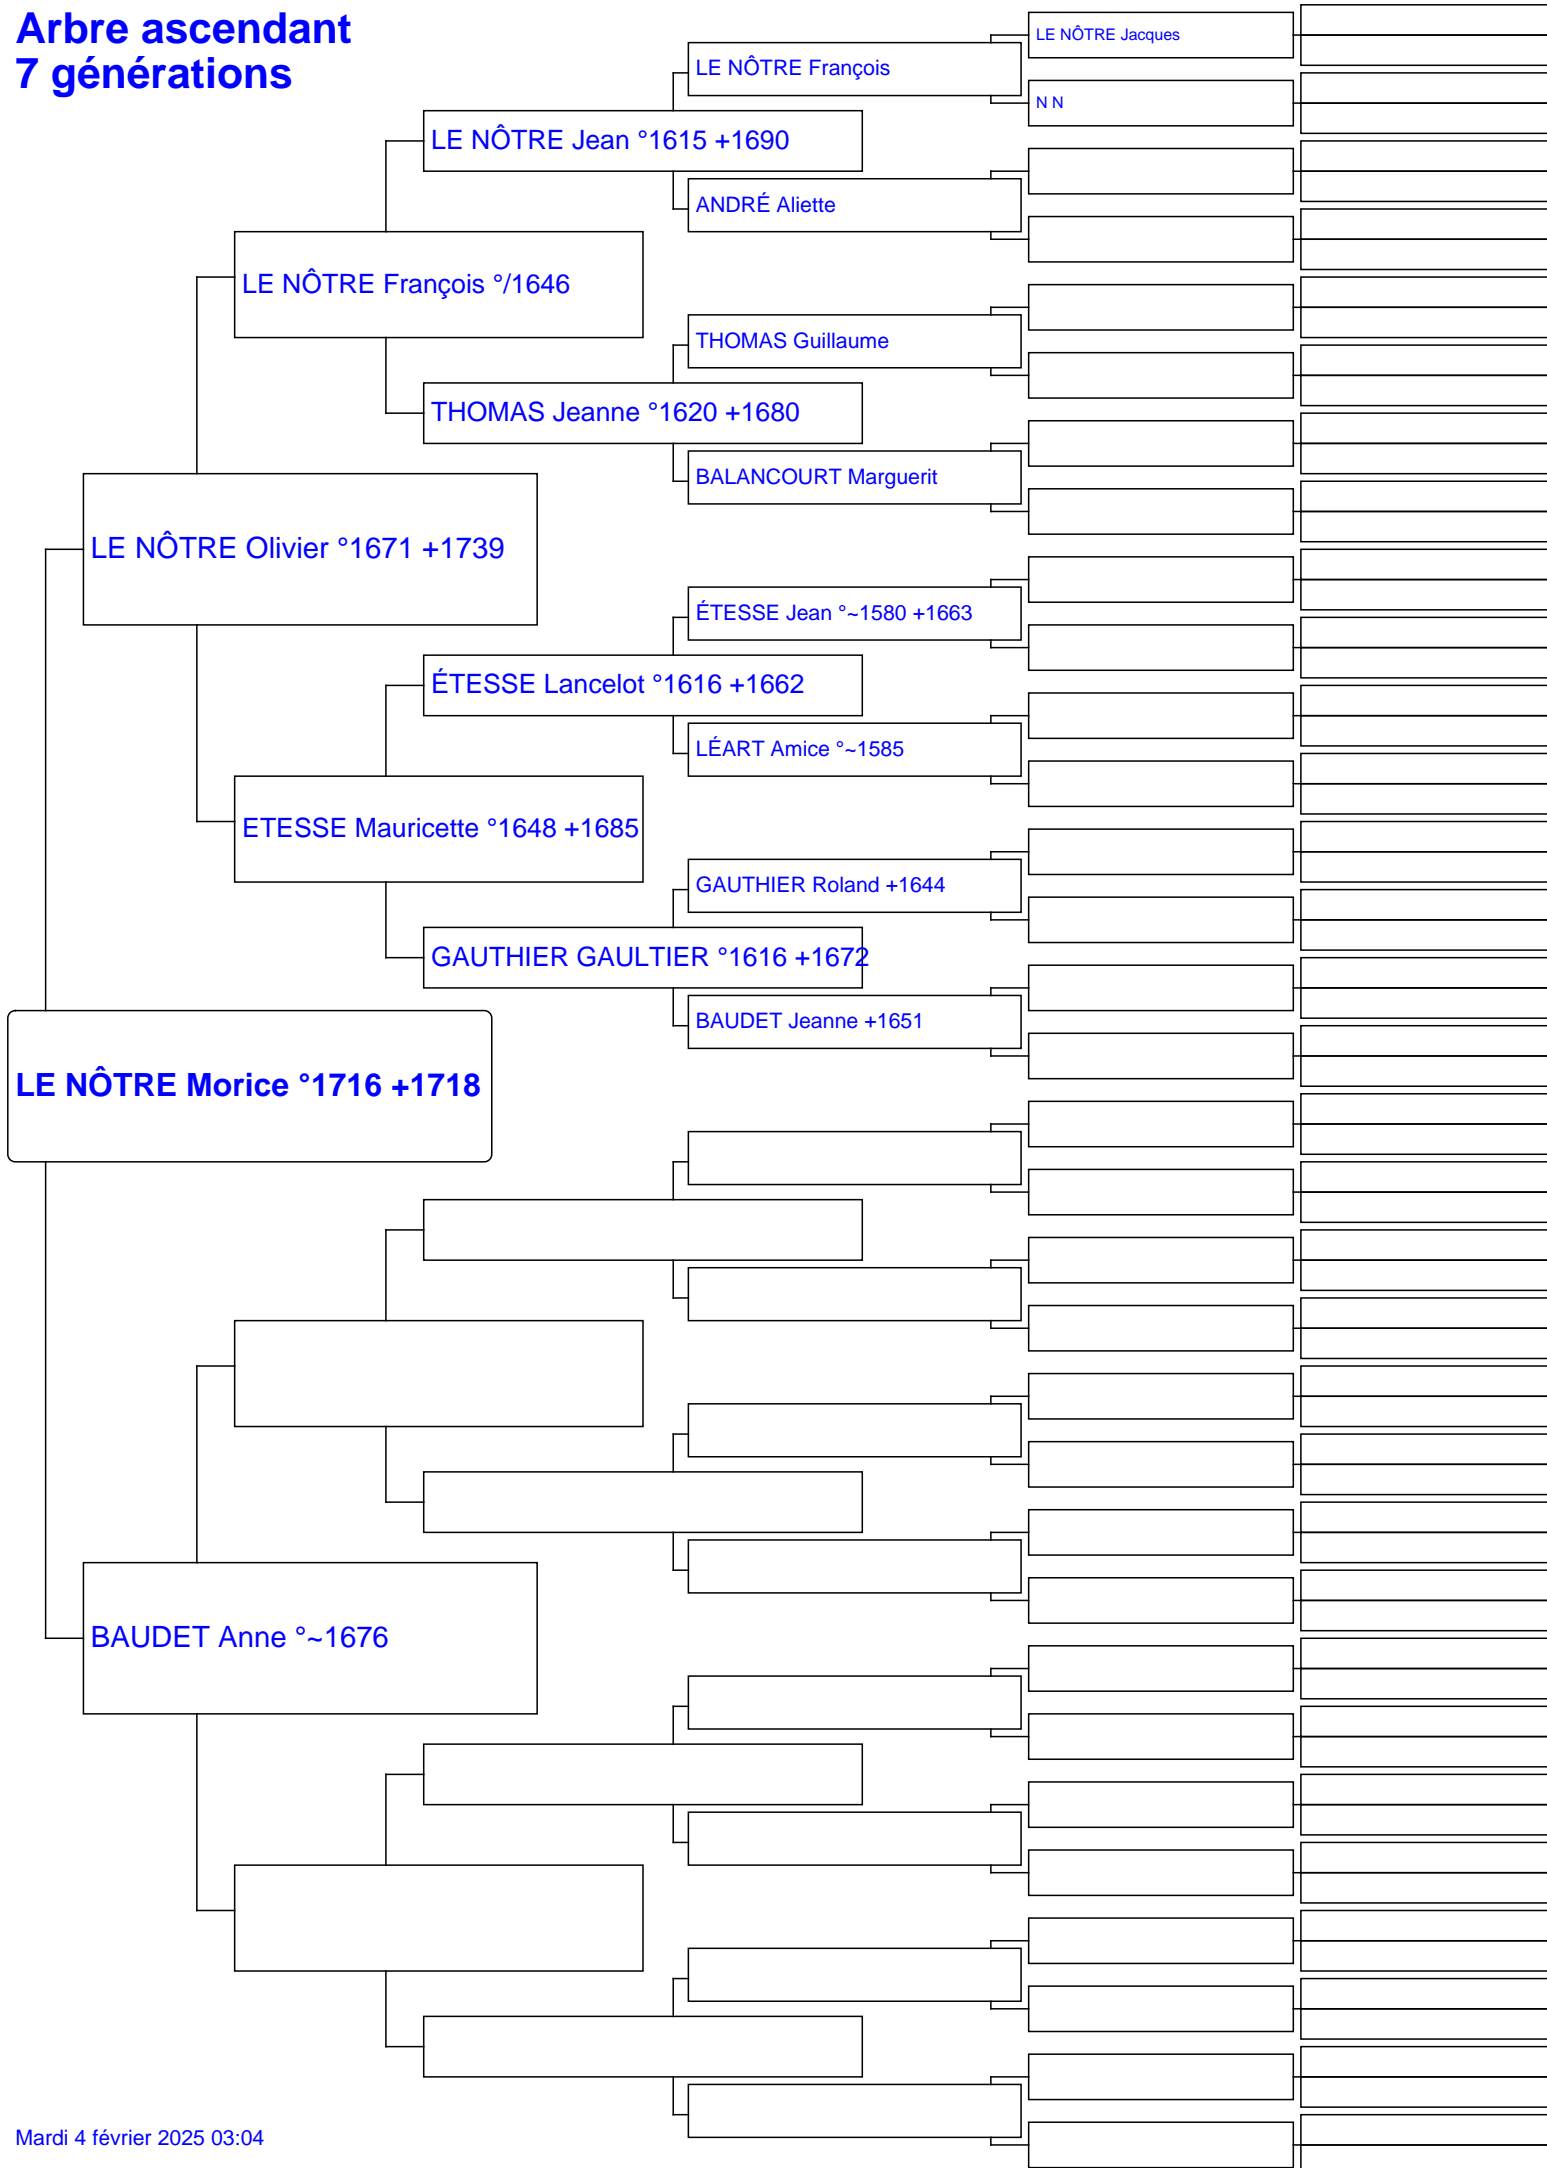 Arbre ascendant
7 générations
LE NÔTRE Jacques
LE NÔTRE François
N N
LE NÔTRE Jean °1615 +1690
ANDRÉ Aliette
LE NÔTRE François °/1646
THOMAS Guillaume
THOMAS Jeanne °1620 +1680
BALANCOURT Marguerit
LE NÔTRE Olivier °1671 +1739
ÉTESSE Jean °~1580 +1663
ÉTESSE Lancelot °1616 +1662
LÉART Amice °~1585
ETESSE Mauricette °1648 +1685
GAUTHIER Roland +1644
GAUTHIER GAULTIER °1616 +1672
BAUDET Jeanne +1651
LE NÔTRE Morice °1716 +1718
BAUDET Anne °~1676
Mardi 4 février 2025 03:04